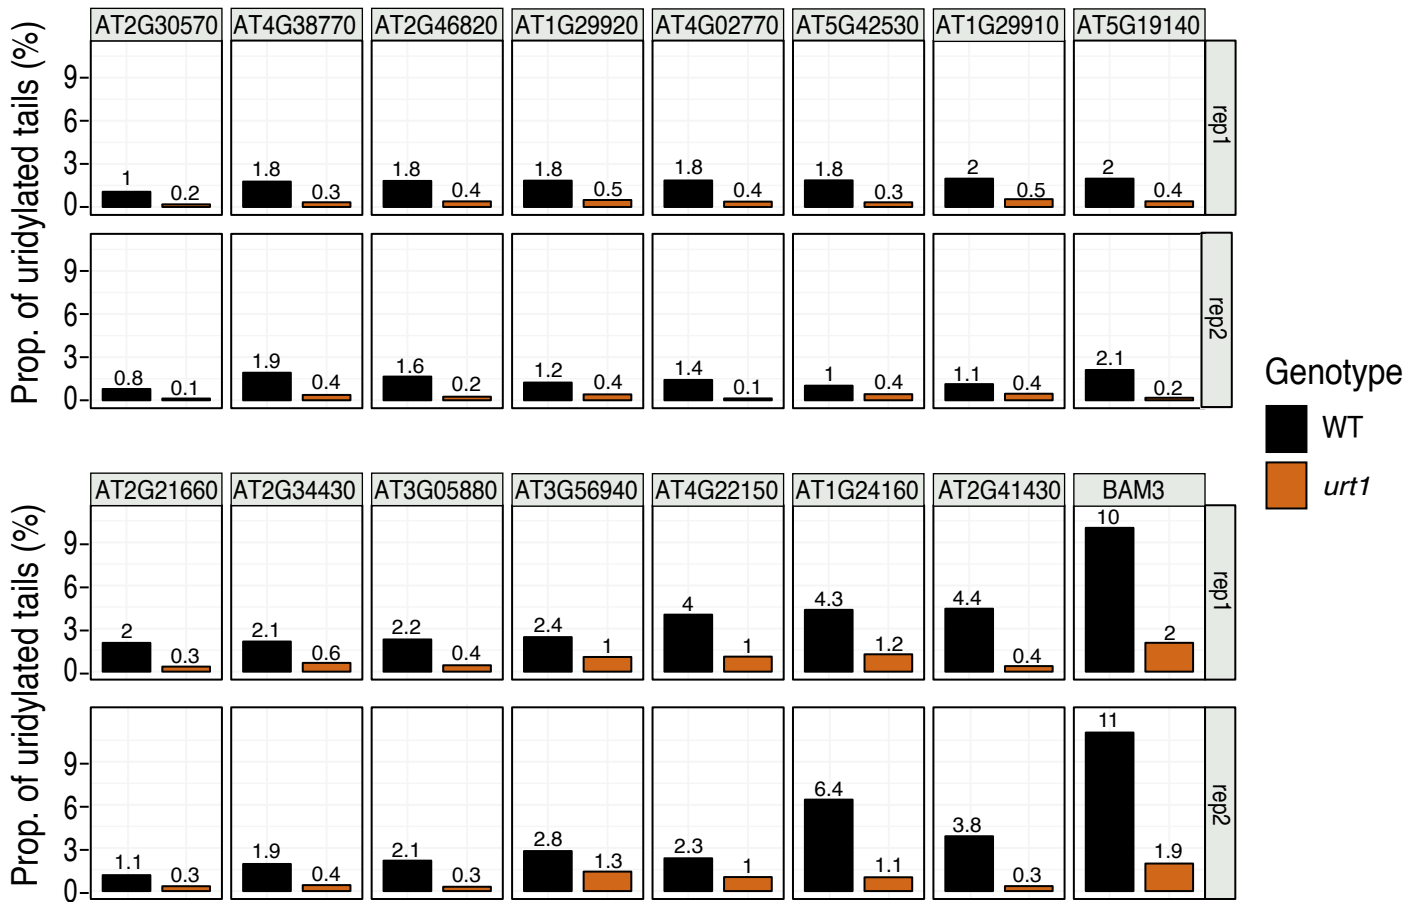 AT2G30570 AT4G38770 AT2G46820 AT1G29920 AT4G02770 AT5G42530 AT1G29910 AT5G19140
Prop. of uridylated tails (%)
9
6
3
0
1 0.2 1.8 0.3 1.8 0.4 1.8 0.5 1.8 0.4 1.8 0.3 2 0.5 2 0.4
rep1
9
6
3
0
0.8 0.1 1.9 0.4 1.6 0.2 1.2 0.4 1.4 0.1 1 0.4 1.1 0.4 2.1 0.2
rep2
Genotype
WT
urt1
AT2G21660 AT2G34430 AT3G05880 AT3G56940 AT4G22150 AT1G24160 AT2G41430 BAM3
Prop. of uridylated tails (%)
9
6
3
0
2 0.3 2.1 0.6 2.2 0.4 2.4 1 4 1 4.3 1.2 4.4 0.4 10 2
rep1
9
6
3
0
1.1 0.3 1.9 0.4 2.1 0.3 2.8 1.3 2.3 1 6.4 1.1 3.8 0.3 11 1.9
rep2